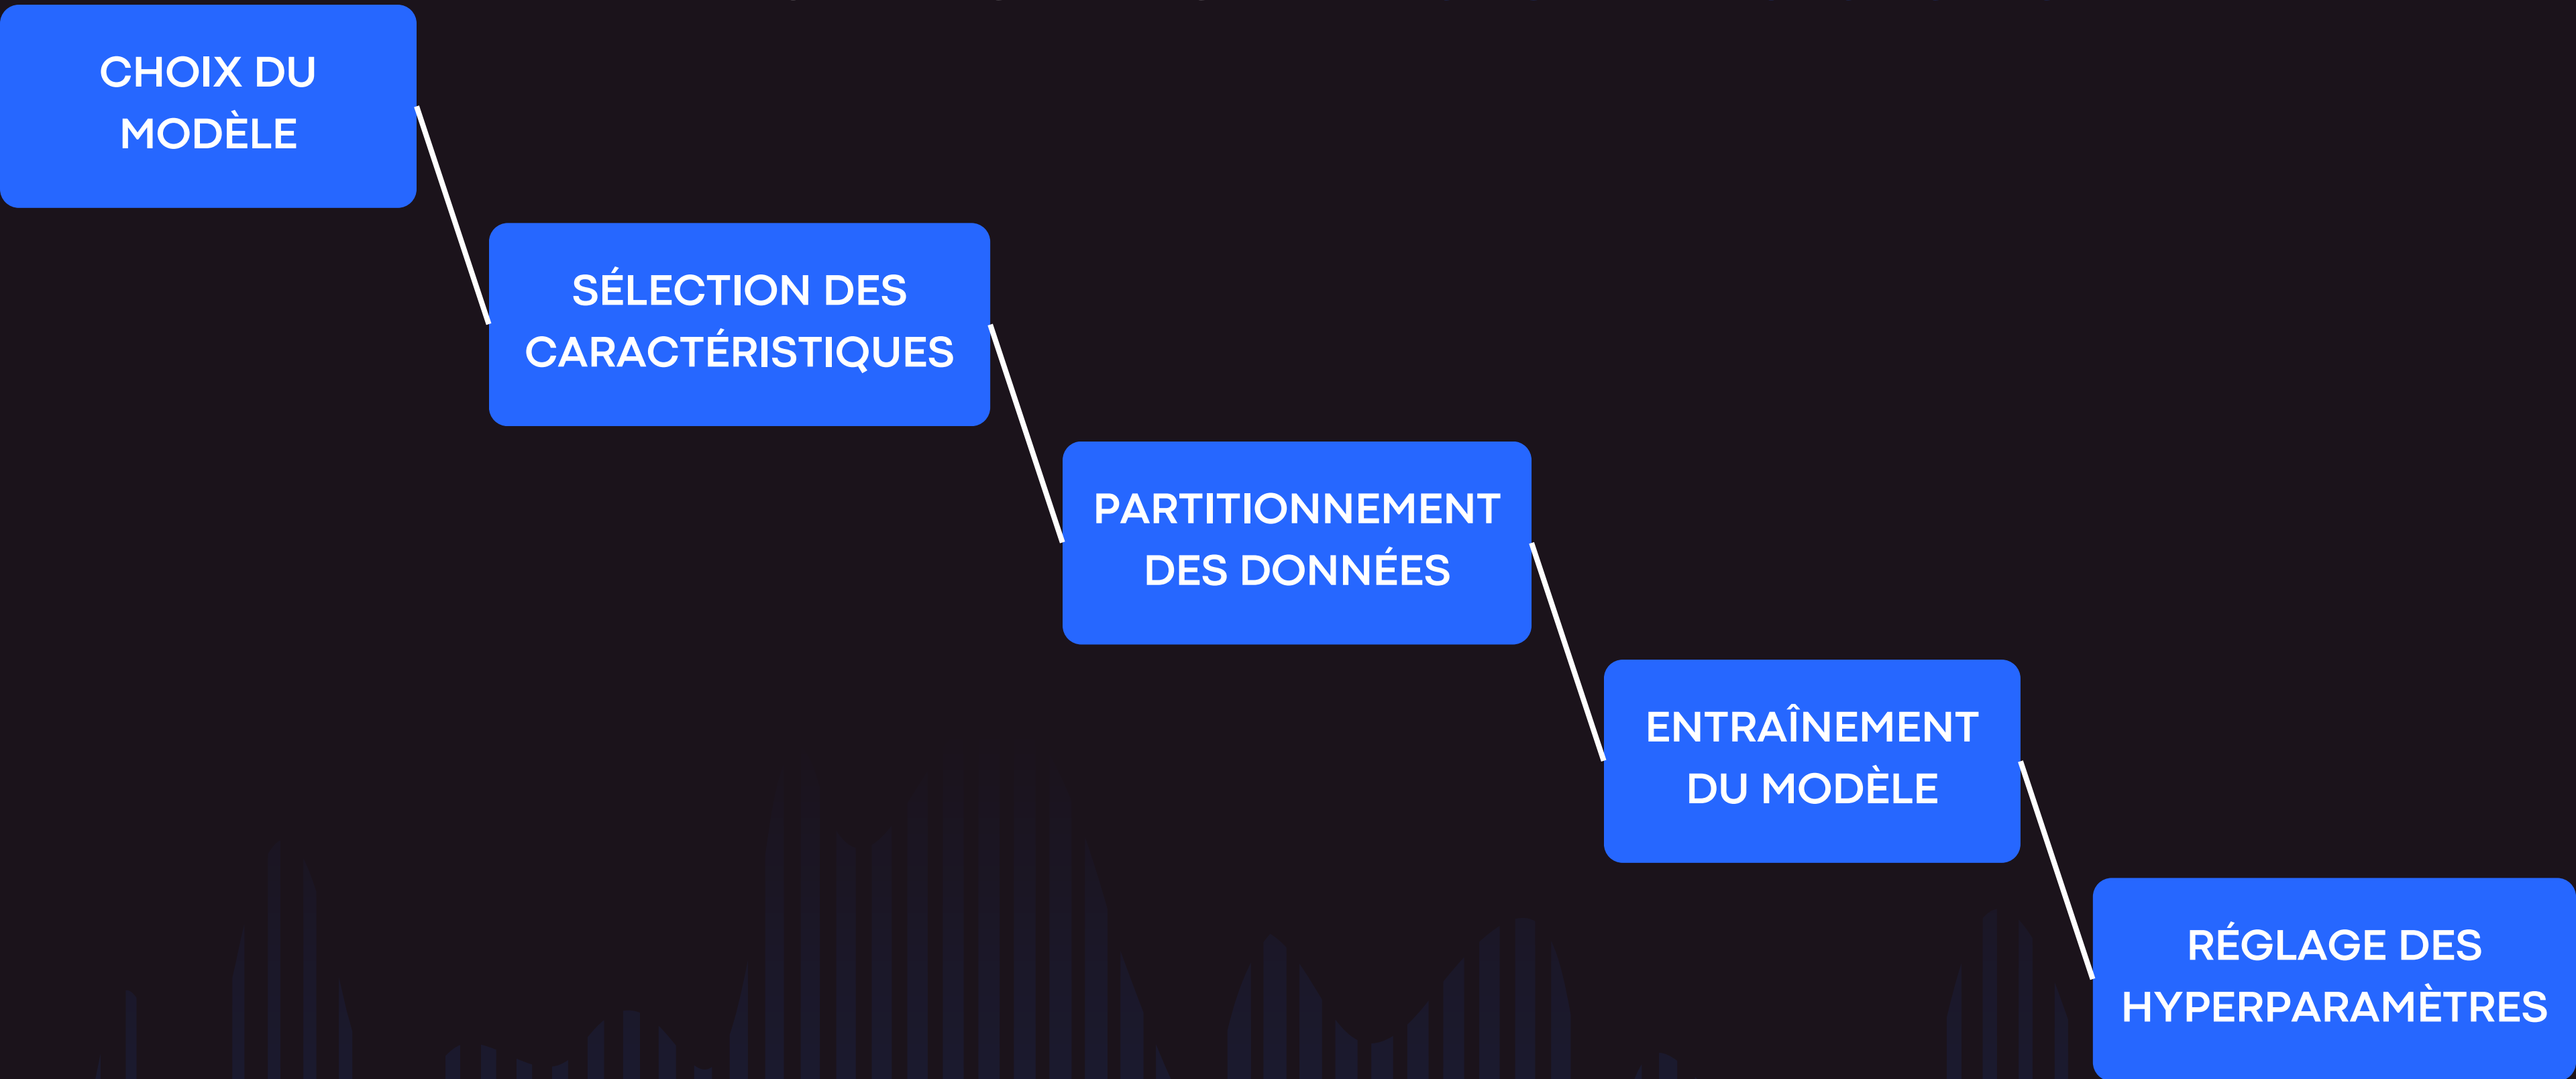 CHOIX DU
MODÈLE
SÉLECTION DES
CARACTÉRISTIQUES
PARTITIONNEMENT
DES DONNÉES
ENTRAÎNEMENT
DU MODÈLE
RÉGLAGE DES
HYPERPARAMÈTRES